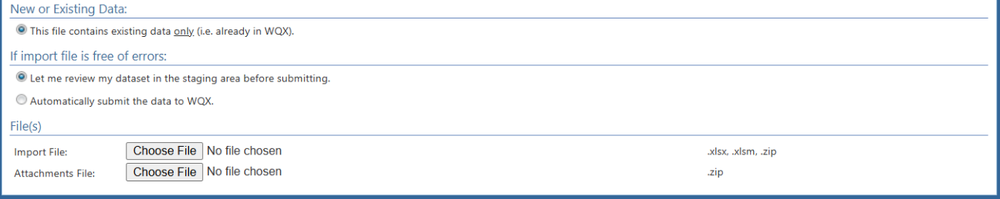 New or Existing Data:
This file contains existing data only (i.e. already in WQX).
If import file is free of errors:
Let me review my dataset in the staging area before submitting.
Automatically submit the data to WQX.
File(s)
Import File: Choose File No file chosen .xlsx, .xlsm, .zip
Attachments File: Choose File No file chosen .zip